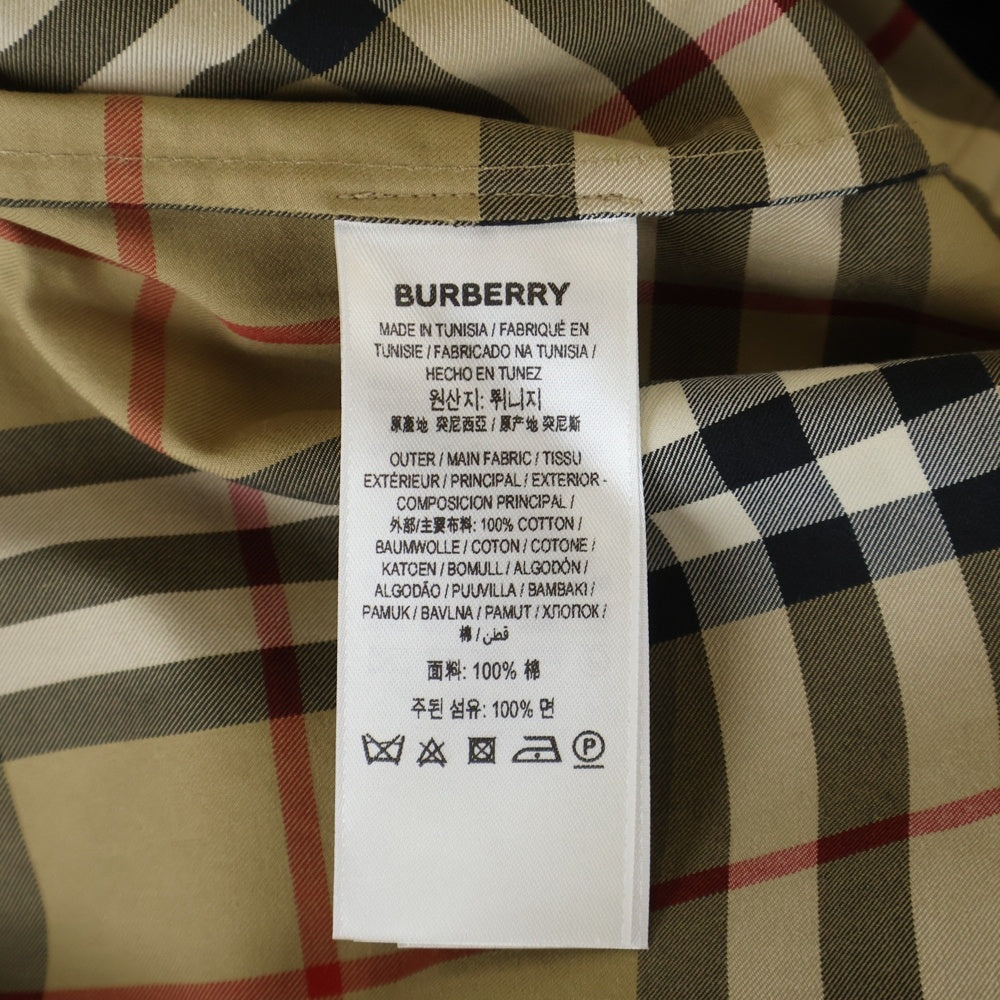 BURBERRY
MADE IN TUNISIA / FABRIQUÉ EN
TUNISIE / FABRICADO NA TUNISIA /
HECHO EN TUNEZ
원산지: 튀니지
原產地 突尼西亞 / 原产地 突尼斯
OUTER / MAIN FABRIC / TISSU
EXTÉRIEUR / PRINCIPAL / EXTERIOR -
COMPOSICION PRINCIPAL /
外部/主要布料: 100% COTTON /
BAUMWOLLE / COTON / COTONE /
KATOEN / BOMULL / ALGODÓN /
ALGODÃO / PUUVILLA / BAMBAKI /
PAMUK / BAVLNA / PAMUT / ХЛОПОК /
棉 / قطن
面料: 100% 棉
주된 섬유: 100% 면
P